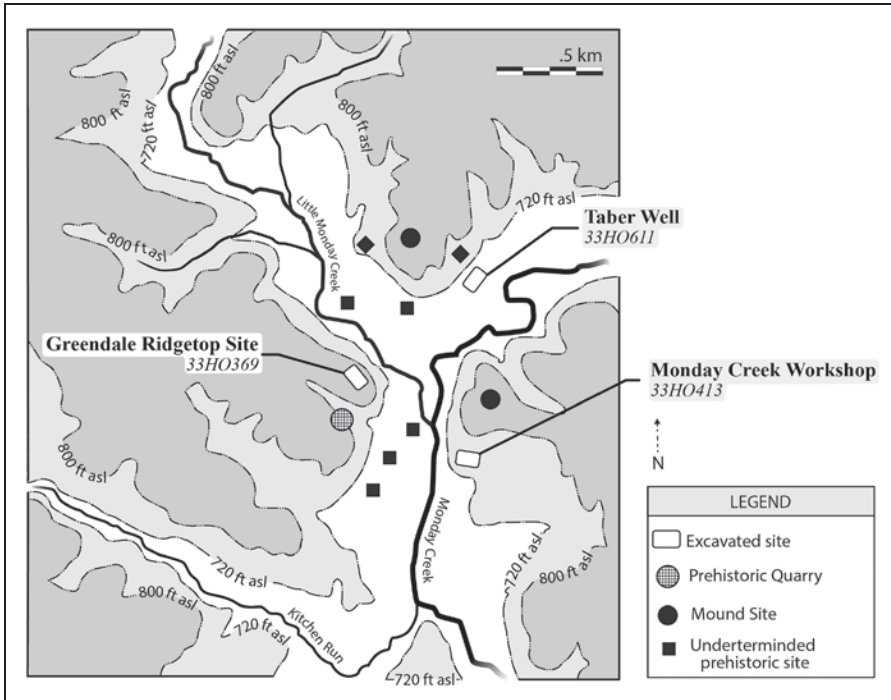 .5 km
800 ft asl
720 ft asl
800 ft asl
800 ft asl
800 ft asl
720 ft asl
Taber Well
33HO611
Little Monday Creek
800 ft asl
Greendale Ridgetop Site
33HO369
Monday Creek Workshop
33HO413
N
800 ft asl
Monday Creek
720 ft asl
800 ft asl
720 ft asl
800 ft asl
720 ft asl
Kitchen Run
720 ft asl
LEGEND
Excavated site
Prehistoric Quarry
Mound Site
Underterminded
prehistoric site